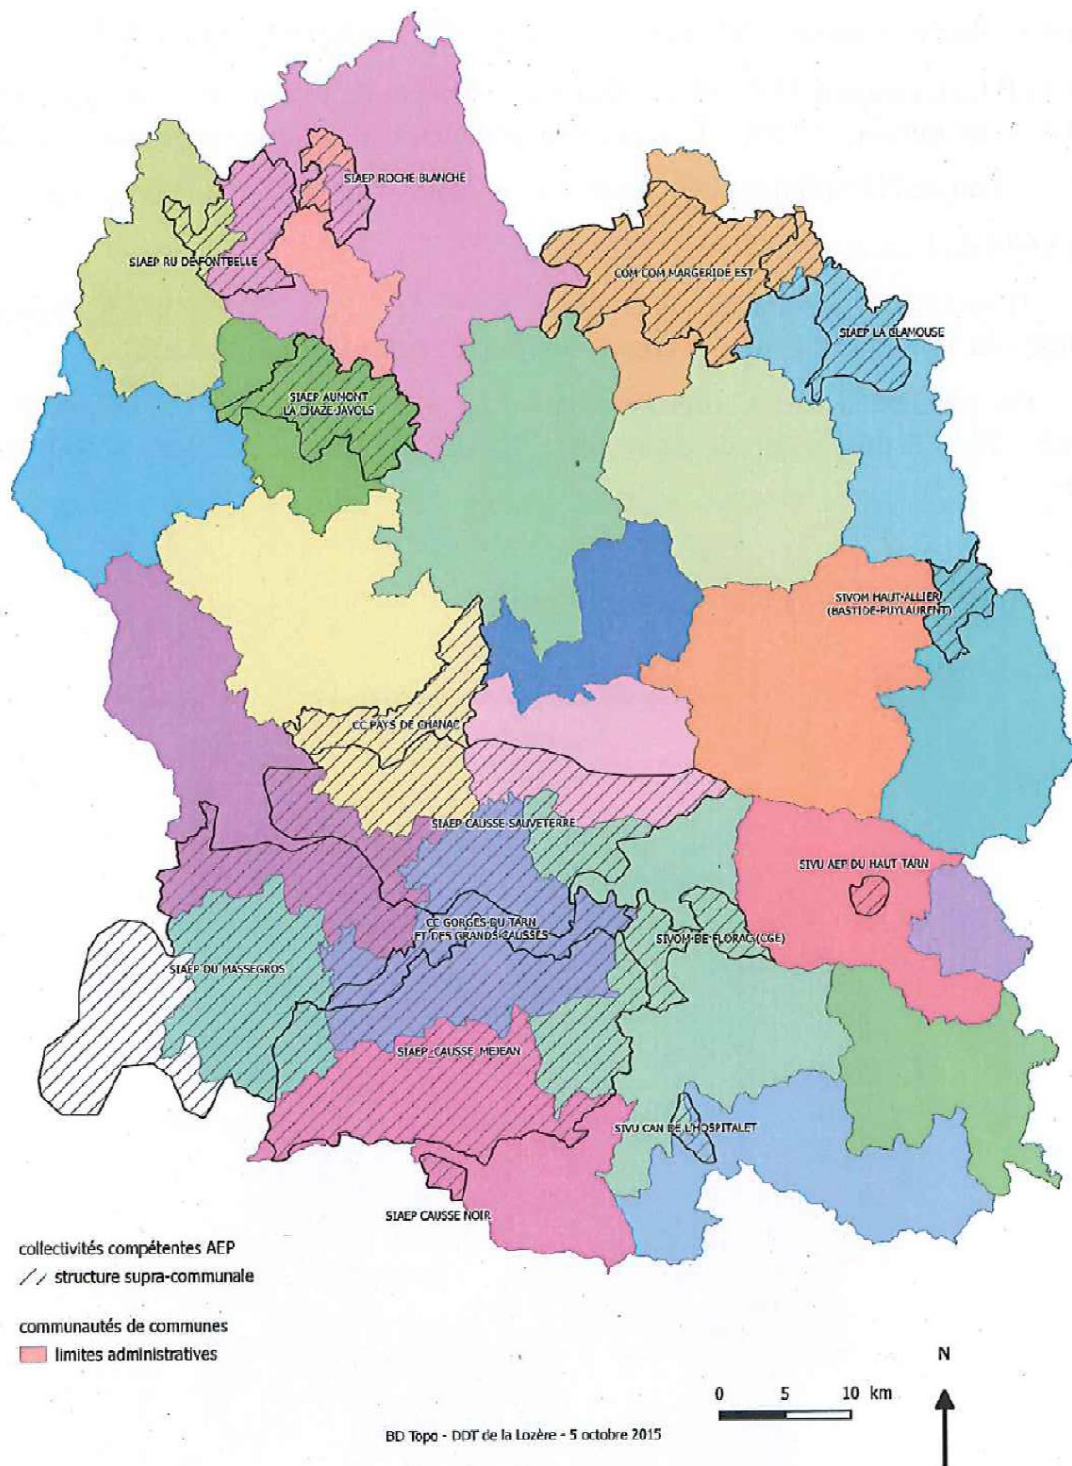 SIAEP ROCHE BLANCHE
SIAEP RU DE FONTBELLE
COM COM MARGERIDE EST
SIAEP LA CLAMOUSE
SIAEP AUMONT
LA CHAZE-JAVOLS
SIVOM HAUT-ALLIER
(BASTIDE-PUYLAURENT)
CC PAYS DE CHANAC
SIAEP CAUSSE SAUVETERRE
SIVU AEP DU HAUT TARN
CC GORGES DU TARN
ET DES GRANDS CAUSSES
SIVOM DE FLORAC (CGE)
SIAEP DU MASSEGROS
SIAEP CAUSSE MEJEAN
SIVU CAN DE L'HOSPITALET
SIAEP CAUSSE NOIR
collectivités compétentes AEP
structure supra-communale
communautés de communes
limites administratives
N
0 5 10 km
BD Topo - DDT de la Lozère - 5 octobre 2015